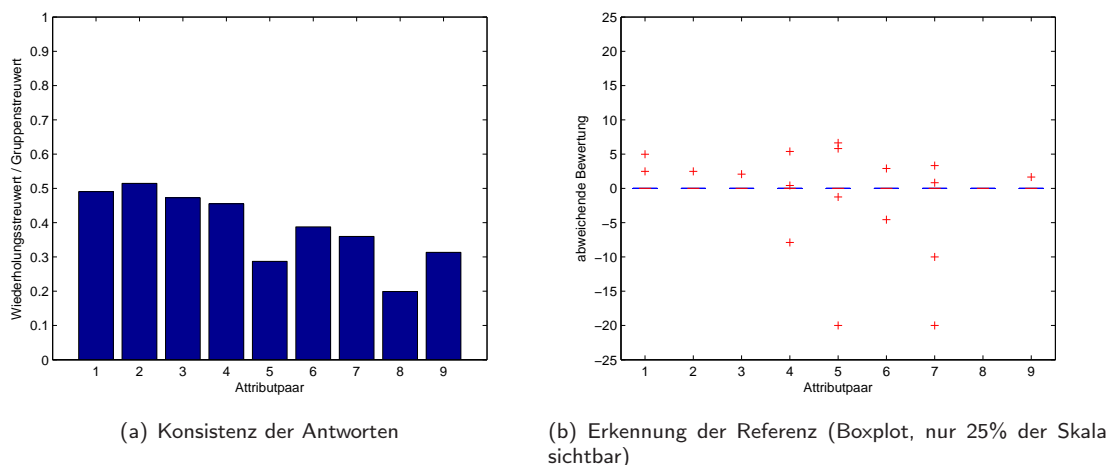 1
0.9
0.8
0.7
0.6
0.5
0.4
0.3
0.2
0.1
0
Wiederholungsstreuwert / Gruppenstreuwert
1 2 3 4 5 6 7 8 9
Attributpaar
(a) Konsistenz der Antworten
25
20
15
10
5
0
−5
−10
−15
−20
−25
abweichende Bewertung
1 2 3 4 5 6 7 8 9
Attributpaar
(b) Erkennung der Referenz (Boxplot, nur 25% der Skala
sichtbar)